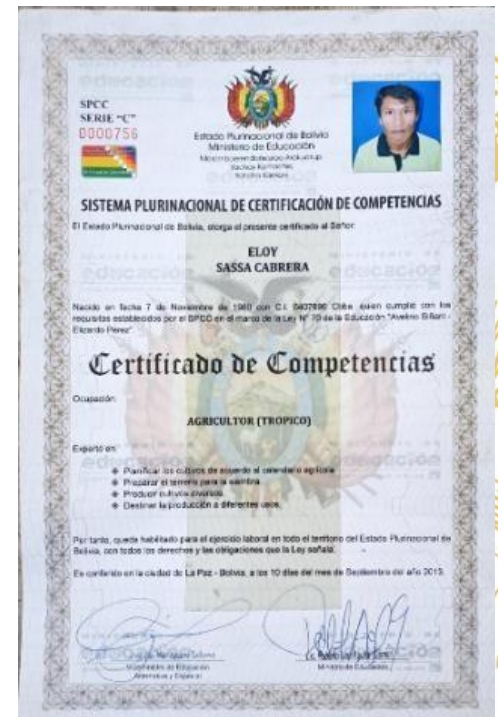 SPCC
SERIE "C"
0000756
Estado Plurinacional de Bolivia
Ministerio de Educación
SISTEMA PLURINACIONAL DE CERTIFICACIÓN DE COMPETENCIAS
El Estado Plurinacional de Bolivia, otorga el presente certificado al Señor:
ELOY
SASSA CABRERA
Nacido en fecha 7 de Noviembre de con C.I. quien cumplió con los
requisitos establecidos por el SPCC en el marco de la Ley N° 70 de la Educación "Avelino Siñani -
Elizardo Pérez".
Certificado de Competencias
Ocupación:
AGRICULTOR (TROPICO)
Experto en:
Planificar los cultivos de acuerdo al calendario agrícola.
Preparar el terreno para la siembra.
Producir cultivos diversos.
Destinar la producción a diferentes usos.
Por tanto, queda habilitado para el ejercicio laboral en todo el territorio del Estado Plurinacional de
Bolivia, con todos los derechos y las obligaciones que la Ley señala.
Es conferido en la ciudad de La Paz - Bolivia, a los 10 días del mes de Septiembre del año
Viceministro de Educación
Alternativa y Especial
Ministro de Educación